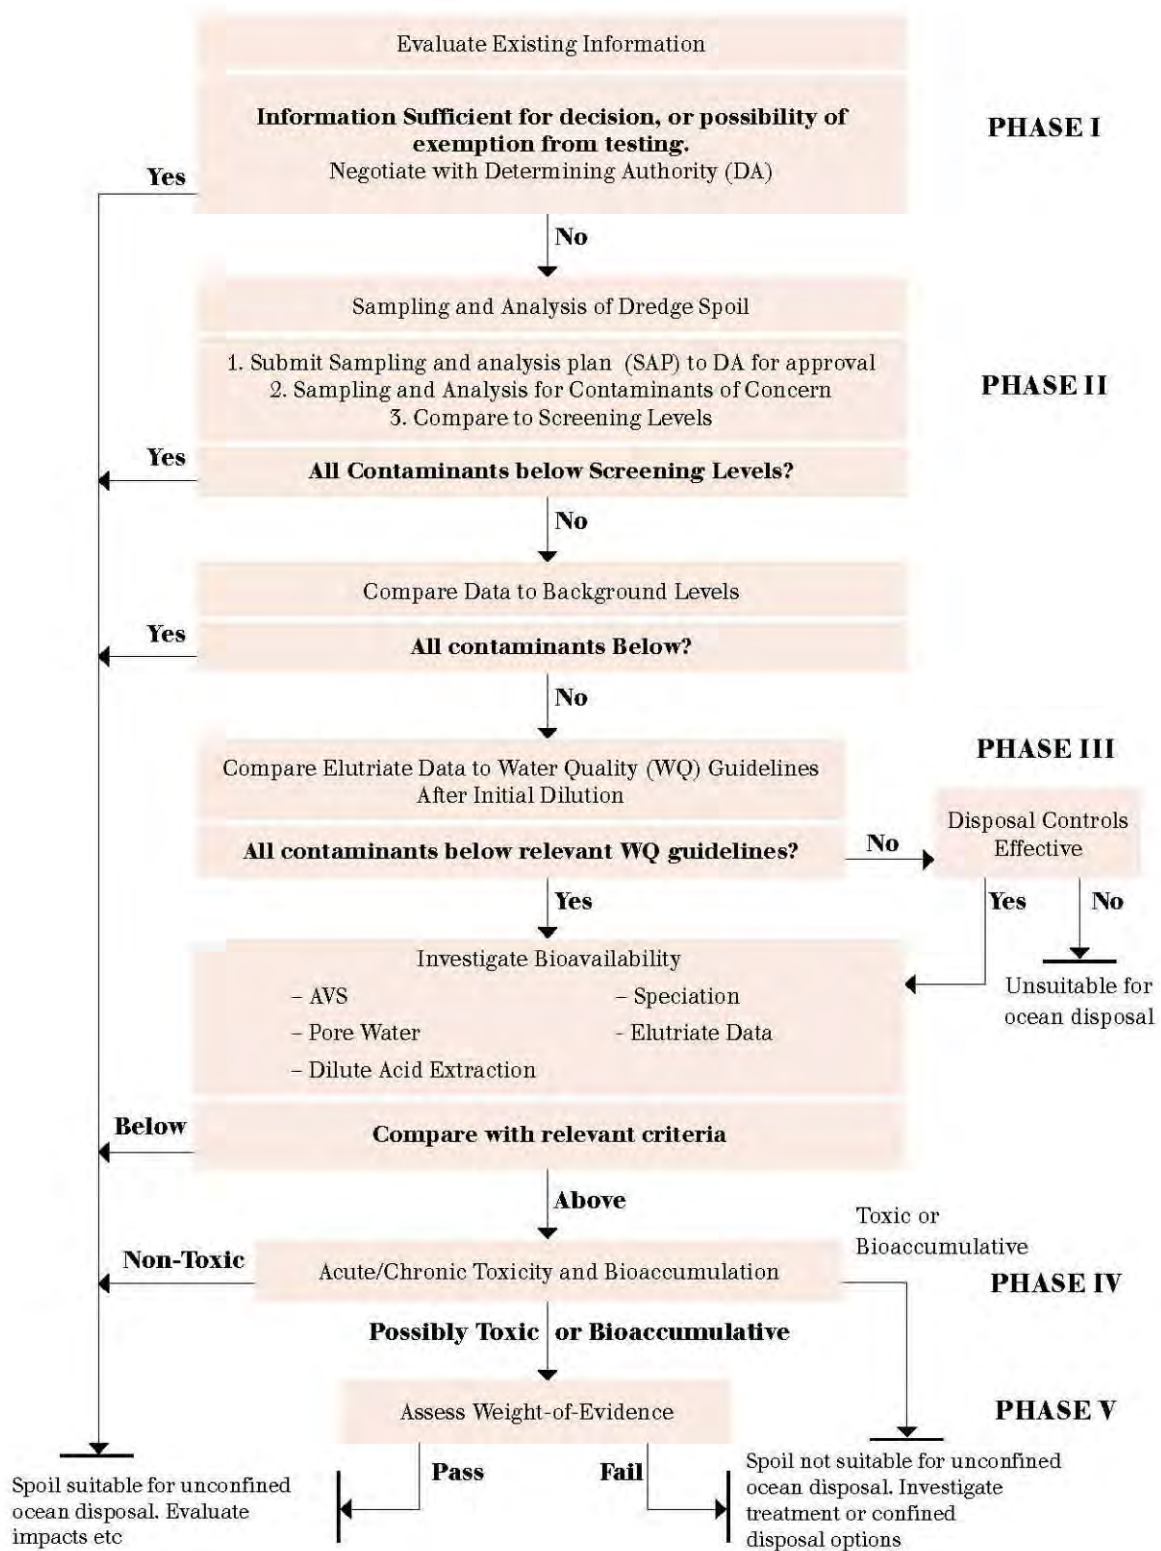 Evaluate Existing Information
Information Sufficient for decision, or possibility of
exemption from testing.
Negotiate with Determining Authority (DA)
PHASE I
Yes
No
Sampling and Analysis of Dredge Spoil
1. Submit Sampling and analysis plan (SAP) to DA for approval
2. Sampling and Analysis for Contaminants of Concern
3. Compare to Screening Levels
PHASE II
Yes
All Contaminants below Screening Levels?
No
Compare Data to Background Levels
Yes
All contaminants Below?
No
PHASE III
Compare Elutriate Data to Water Quality (WQ) Guidelines
After Initial Dilution
All contaminants below relevant WQ guidelines?
No
Disposal Controls
Effective
Yes
Yes
No
Unsuitable for
ocean disposal
Investigate Bioavailability
– AVS
– Speciation
– Pore Water
- Elutriate Data
– Dilute Acid Extraction
Below
Compare with relevant criteria
Above
Toxic or
Bioaccumulative
PHASE IV
Non-Toxic
Acute/Chronic Toxicity and Bioaccumulation
Possibly Toxic or Bioaccumulative
Assess Weight-of-Evidence
PHASE V
Pass
Fail
Spoil suitable for unconfined
ocean disposal. Evaluate
impacts etc
Spoil not suitable for unconfined
ocean disposal. Investigate
treatment or confined
disposal options